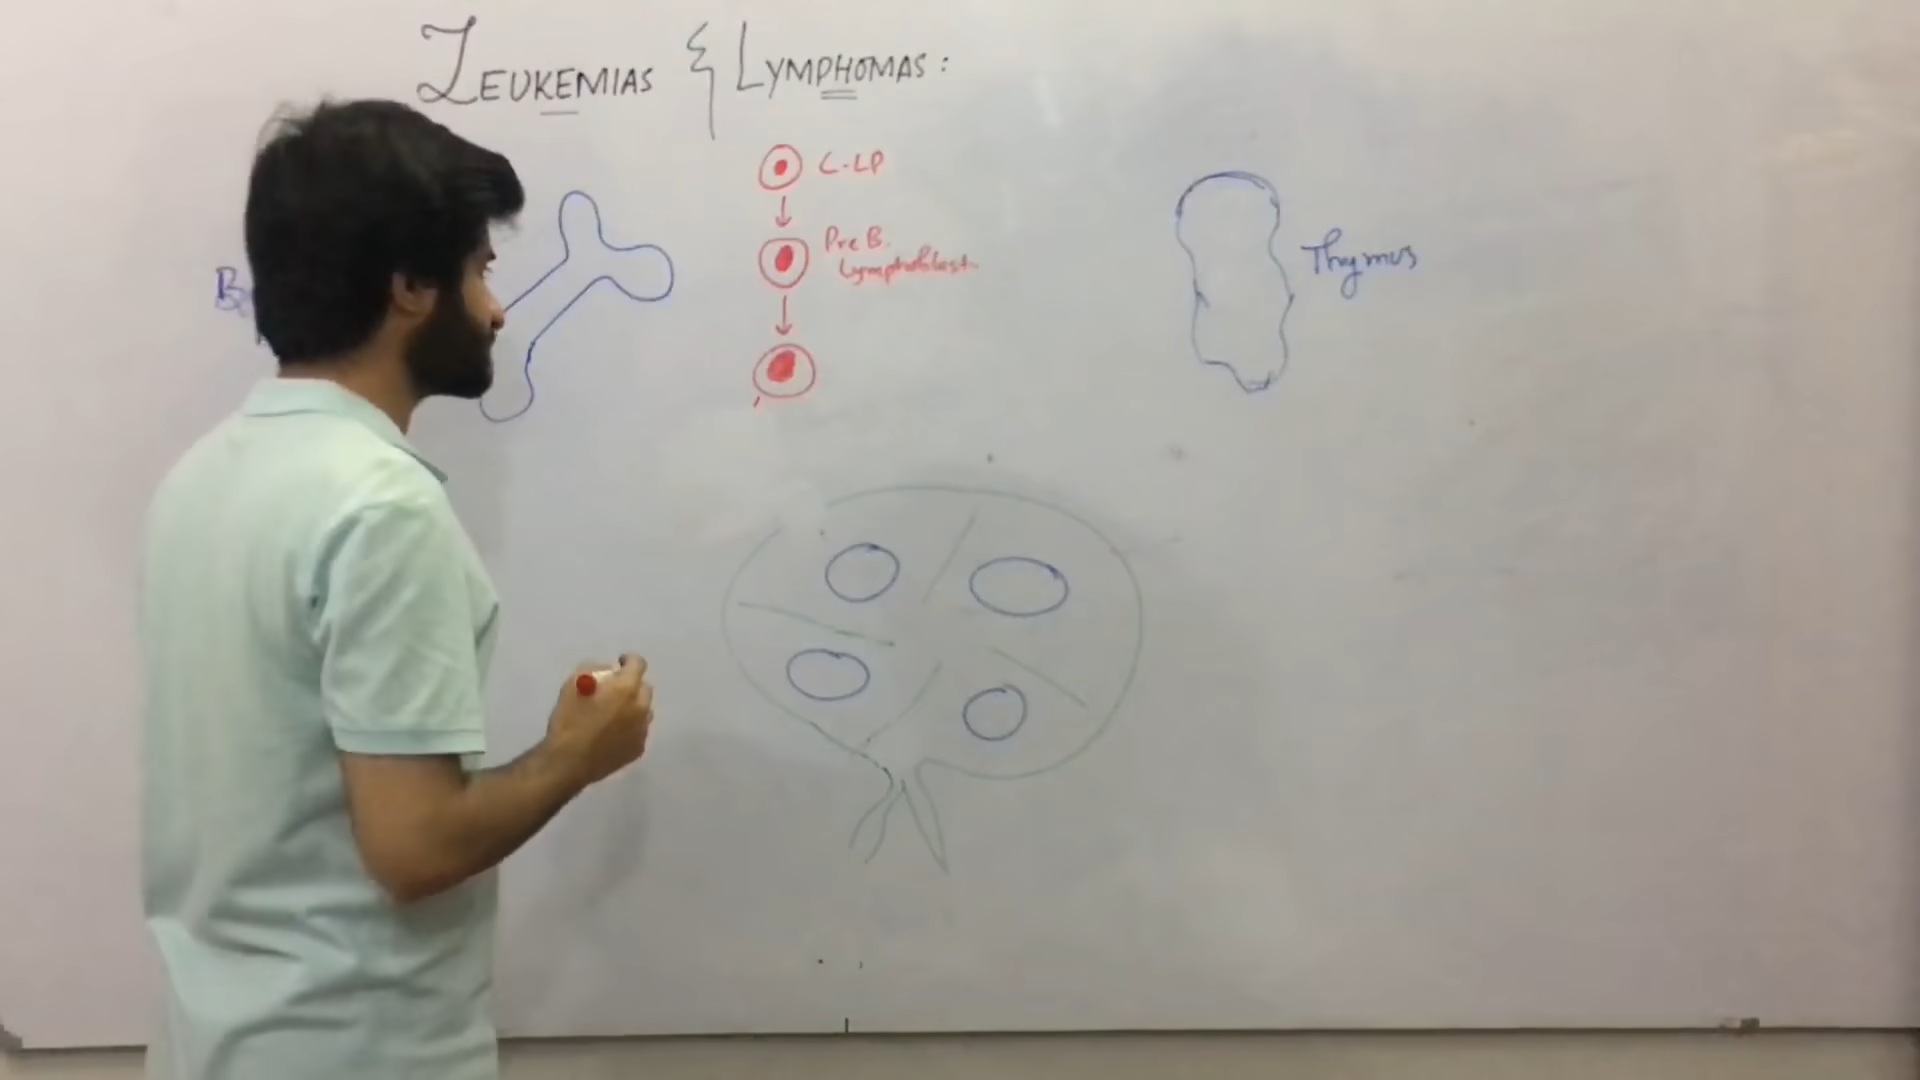 LEUKEMIAS & LYMPHOMAS:
C-LP
Pre B.
Lymphoblast
Thymus